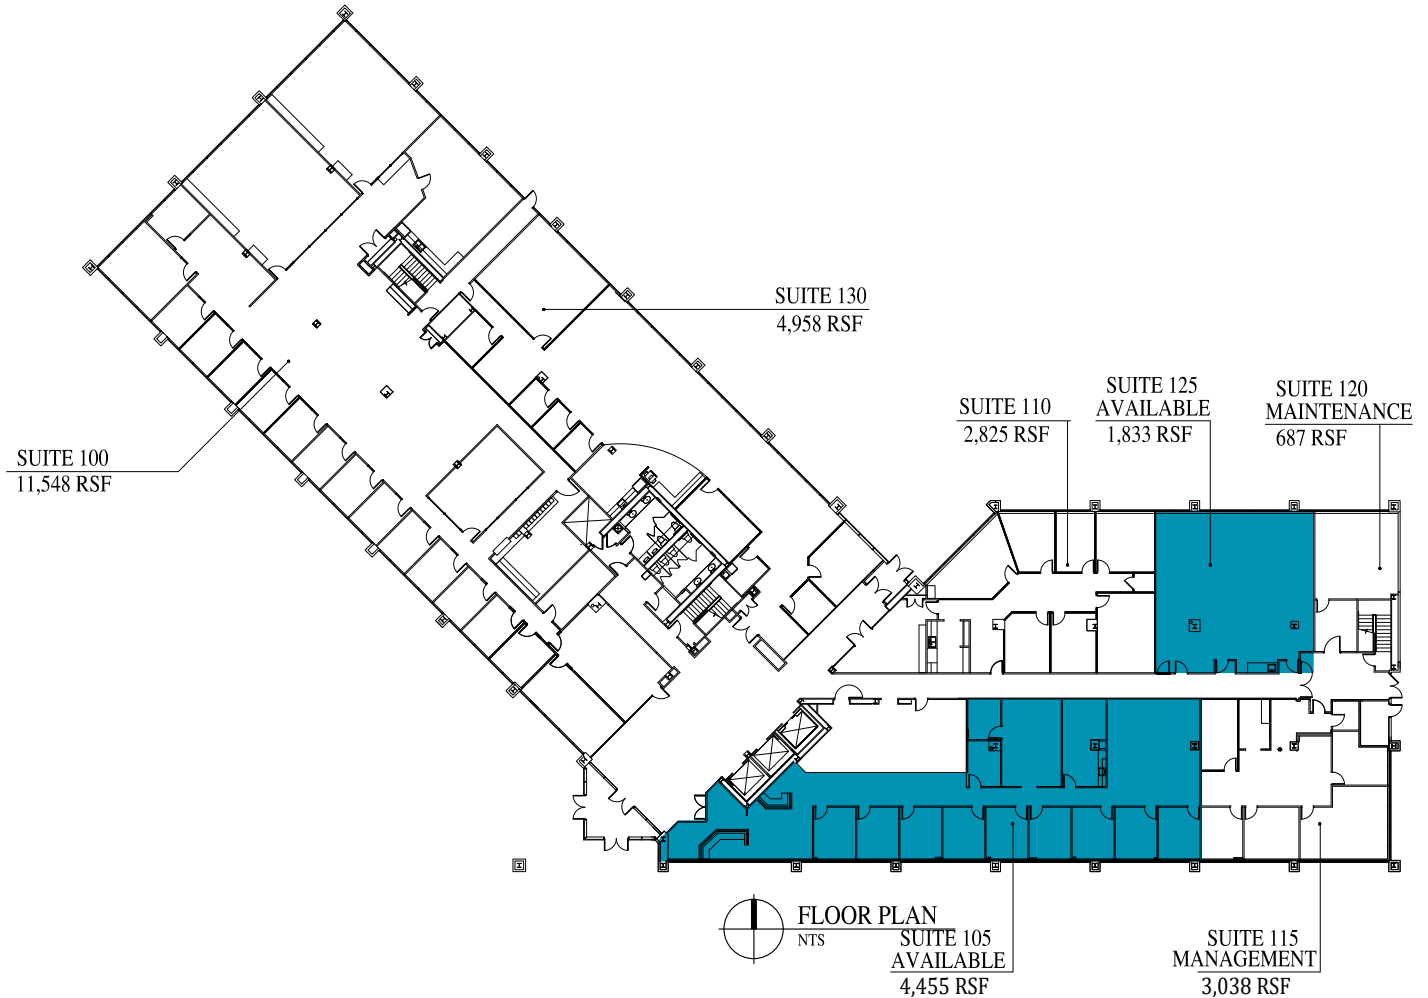 SUITE 130
4,958 RSF
SUITE 110
2,825 RSF
SUITE 125
AVAILABLE
1,833 RSF
SUITE 120
MAINTENANCE
687 RSF
SUITE 100
11,548 RSF
FLOOR PLAN
NTS
SUITE 105
AVAILABLE
4,455 RSF
SUITE 115
MANAGEMENT
3,038 RSF